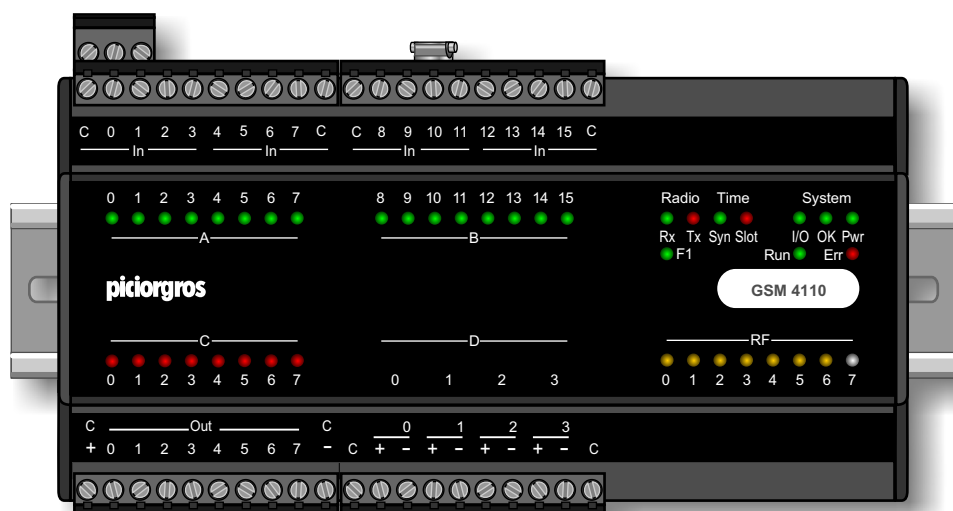 C 0 1 2 3 4 5 6 7 C C 8 9 10 11 12 13 14 15 C
In In In In
0 1 2 3 4 5 6 7 8 9 10 11 12 13 14 15 Radio Time System
Rx Tx Syn Slot I/O OK Pwr
A B
F1 Run Err
piciorgros GSM 4110
C D RF
0 1 2 3 4 5 6 7 0 1 2 3 0 1 2 3 4 5 6 7
C Out C 0 1 2 3
+ 0 1 2 3 4 5 6 7 - C + - + - + - + - C